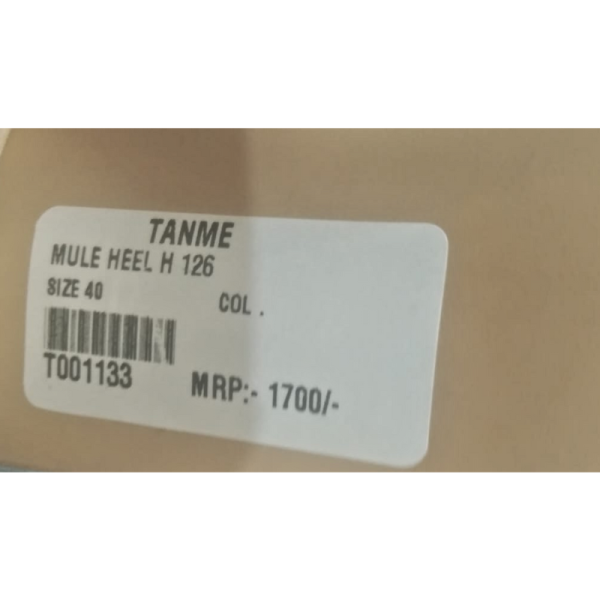 TANME
MULE HEEL H 126
SIZE 40
COL .
T001133
MRP:- 1700/-